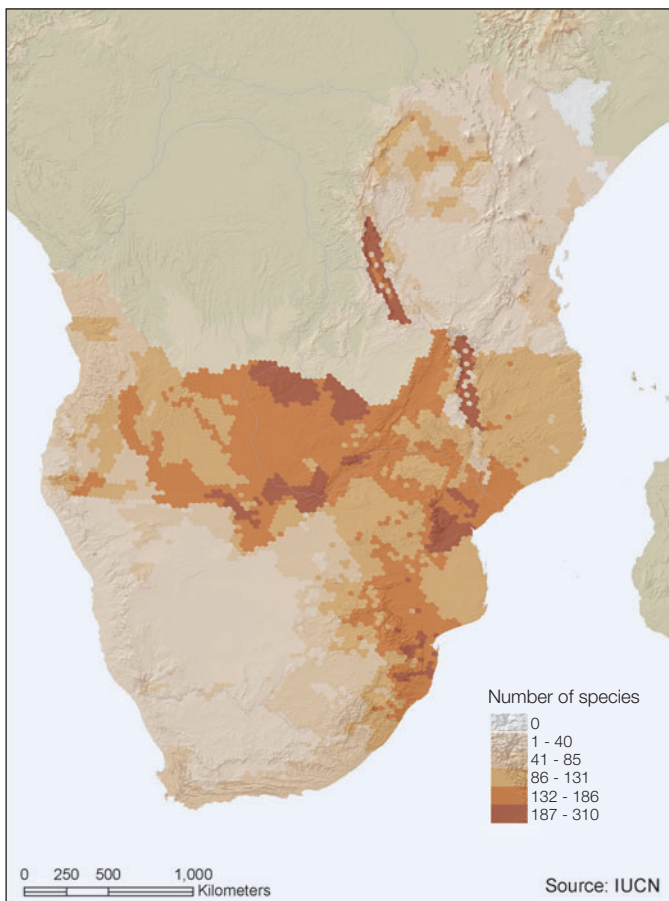 Number of species
0
1 - 40
41 - 85
86 - 131
132 - 186
187 - 310
0 250 500 1,000
Kilometers
Source: IUCN